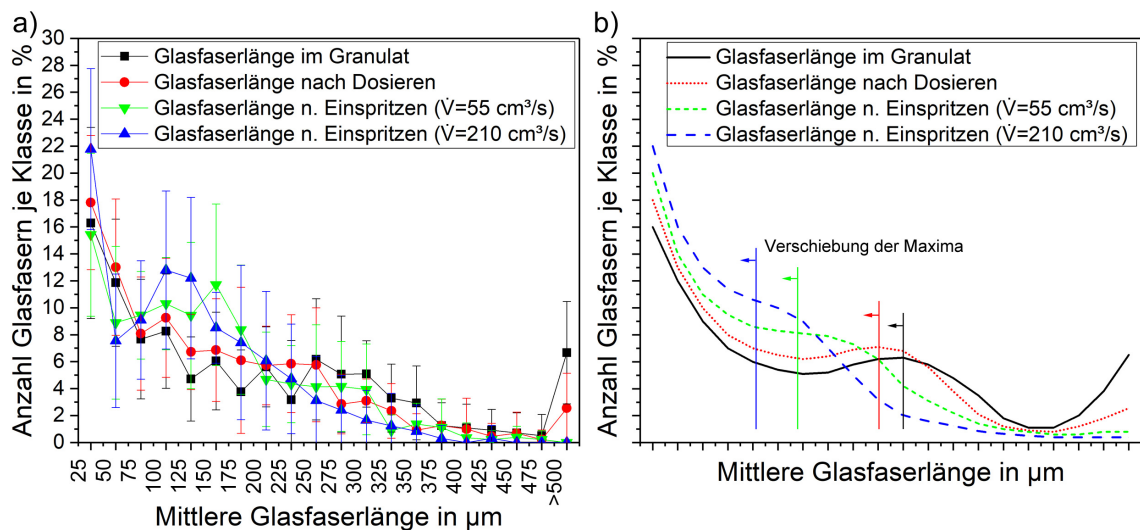 a)
Anzahl Glasfasern je Klasse in %
30
28
26
24
22
20
18
16
14
12
10
8
6
4
2
0
Glasfaserlänge im Granulat
Glasfaserlänge nach Dosieren
Glasfaserlänge n. Einspritzen (V̇=55 cm³/s)
Glasfaserlänge n. Einspritzen (V̇=210 cm³/s)
25
50
75
100
125
150
175
200
225
250
275
300
325
350
375
400
425
450
475
>500
Mittlere Glasfaserlänge in µm
b)
Anzahl Glasfasern je Klasse in %
Glasfaserlänge im Granulat
Glasfaserlänge nach Dosieren
Glasfaserlänge n. Einspritzen (V̇=55 cm³/s)
Glasfaserlänge n. Einspritzen (V̇=210 cm³/s)
Verschiebung der Maxima
Mittlere Glasfaserlänge in µm